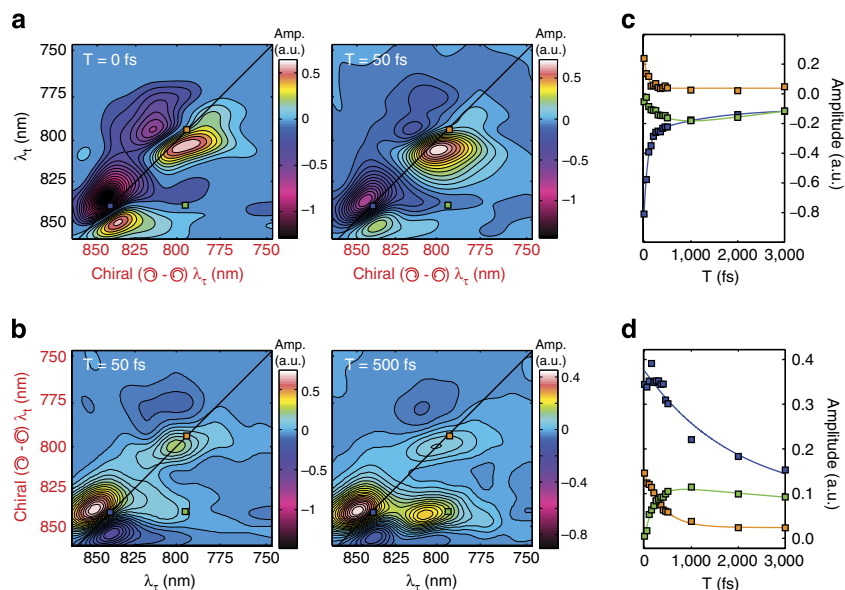 a
T = 0 fs
Amp. (a.u.)
750
775
800
825
850
λt (nm)
850 825 800 775 750
Chiral (↻ - ↺) λτ (nm)
0.5
0
−0.5
−1
T = 50 fs
Amp. (a.u.)
850 825 800 775 750
Chiral (↻ - ↺) λτ (nm)
0.5
0
−0.5
−1
c
0.2
0.0
−0.2
−0.4
−0.6
−0.8
Amplitude (a.u.)
0 1,000 2,000 3,000
T (fs)
b
T = 50 fs
Amp. (a.u.)
750
775
800
825
850
Chiral (↻ - ↺) λt (nm)
850 825 800 775 750
λτ (nm)
0.5
0
−0.5
−1
T = 500 fs
Amp. (a.u.)
850 825 800 775 750
λτ (nm)
0.4
0.2
0
−0.2
−0.4
−0.6
−0.8
d
0.4
0.3
0.2
0.1
0.0
Amplitude (a.u.)
0 1,000 2,000 3,000
T (fs)